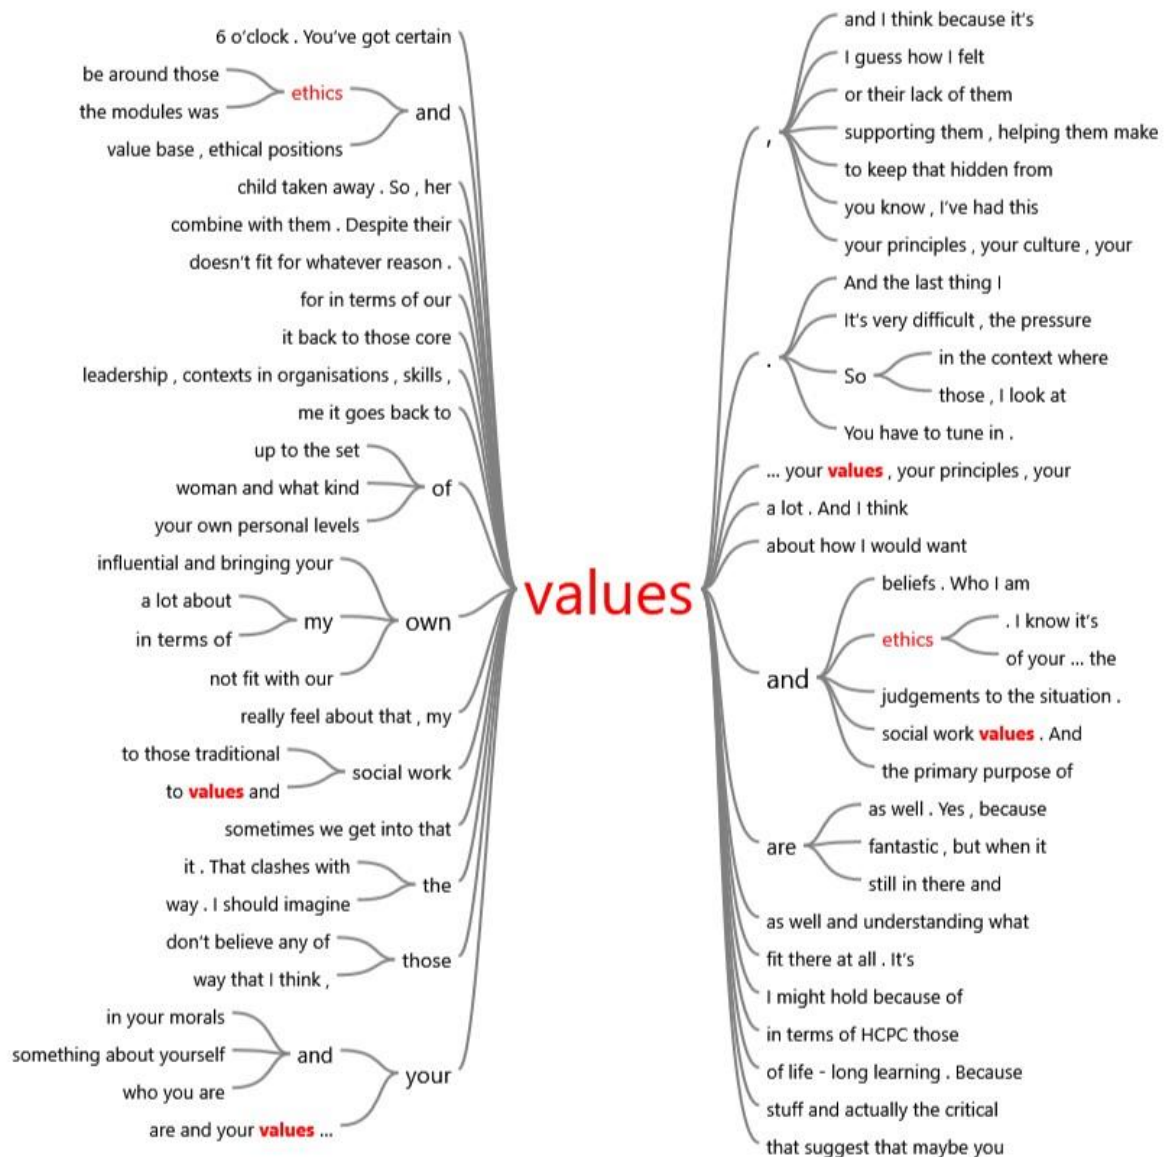 6 o'clock . You've got certain
be around those
the modules was
ethics
value base , ethical positions
and
child taken away . So , her
combine with them . Despite their
doesn't fit for whatever reason .
for in terms of our
it back to those core
leadership , contexts in organisations , skills ,
me it goes back to
up to the set
woman and what kind
your own personal levels
of
influential and bringing your
a lot about
in terms of
my
not fit with our
own
really feel about that , my
to those traditional
to values and
social work
sometimes we get into that
it . That clashes with
way . I should imagine
the
don't believe any of
way that I think ,
those
in your morals
something about yourself
who you are
and
are and your values ...
your
values
,
and I think because it's
I guess how I felt
or their lack of them
supporting them , helping them make
to keep that hidden from
you know , I've had this
your principles , your culture , your
.
And the last thing I
It's very difficult , the pressure
So
in the context where
those , I look at
You have to tune in .
... your values , your principles , your
a lot . And I think
about how I would want
and
beliefs . Who I am
ethics
. I know it's
of your ... the
judgements to the situation .
social work values . And
the primary purpose of
are
as well . Yes , because
fantastic , but when it
still in there and
as well and understanding what
fit there at all . It's
I might hold because of
in terms of HCPC those
of life - long learning . Because
stuff and actually the critical
that suggest that maybe you